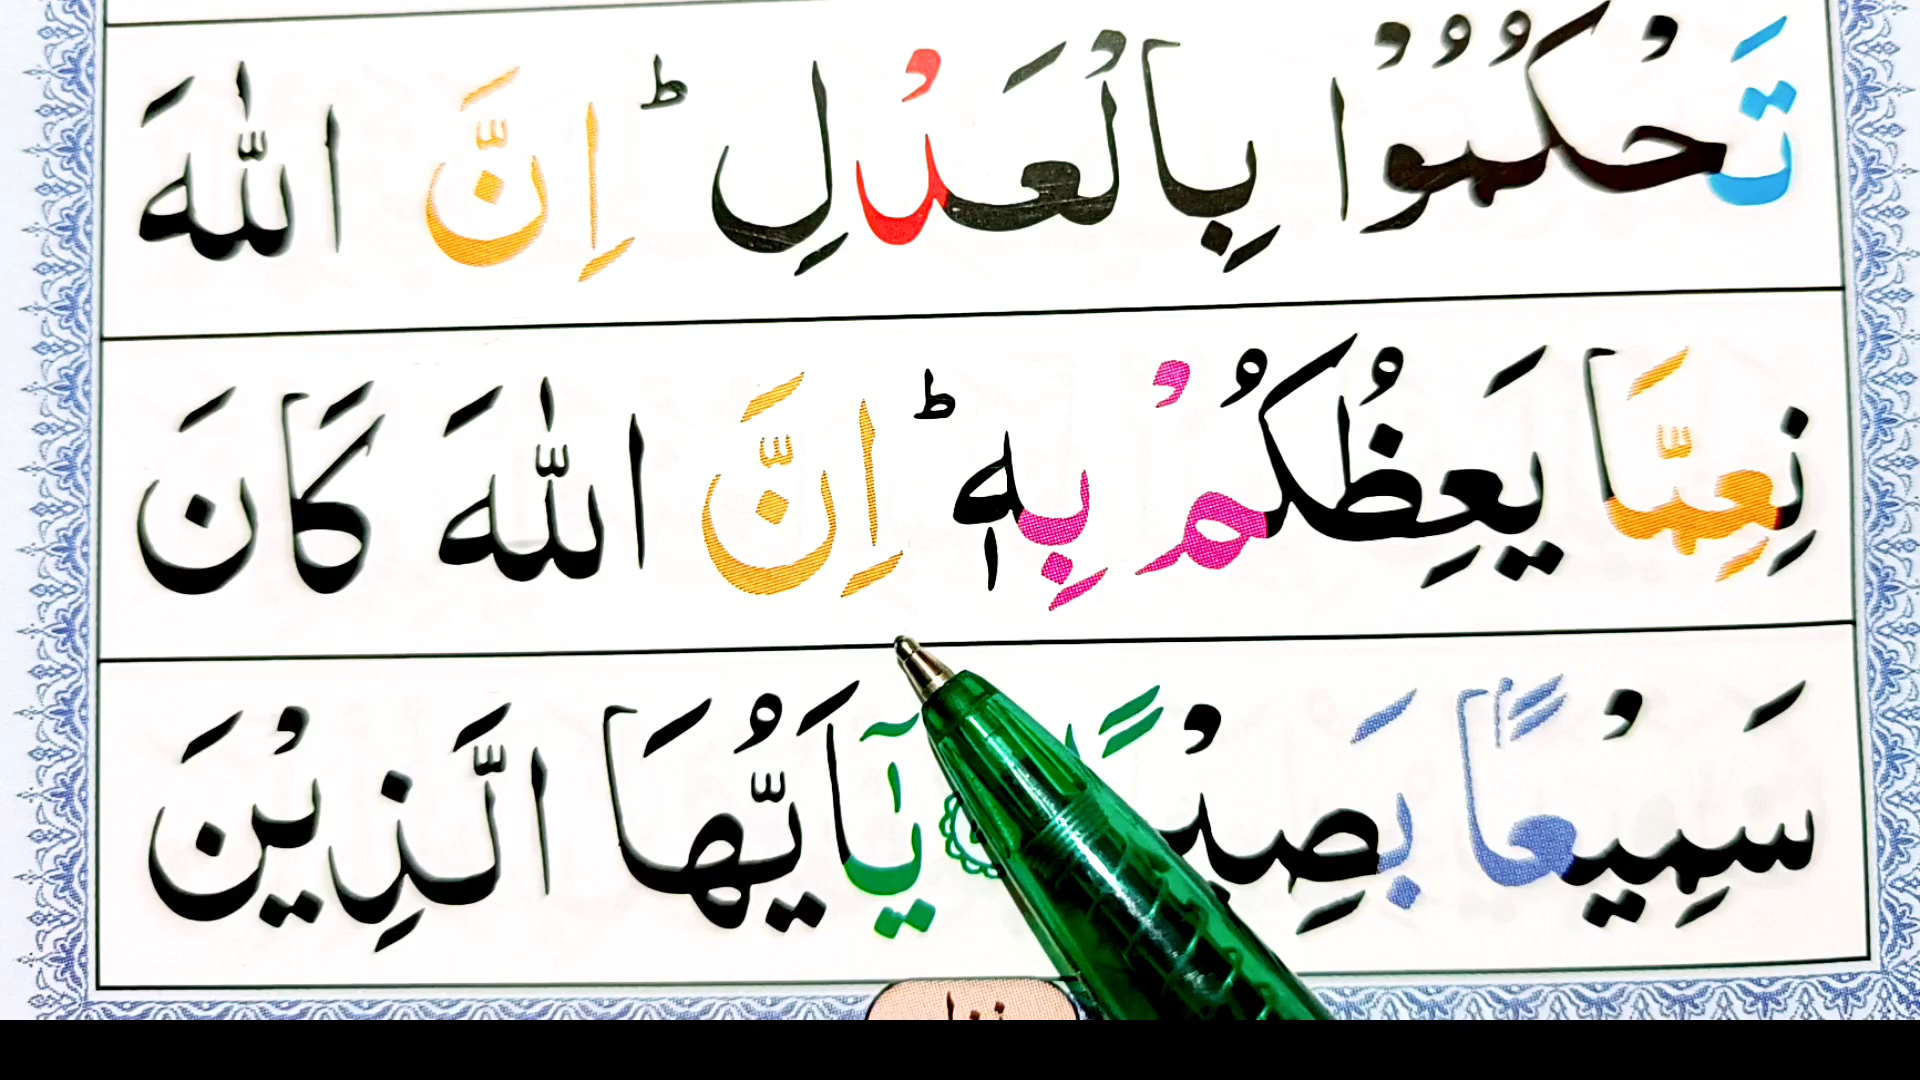 تَحْكُمُوْا بِالْعَدْلِ ؕ اِنَّ اللّٰهَ
نِعِمَّا يَعِظُكُمْ بِهٖ ؕ اِنَّ اللّٰهَ كَانَ
سَمِيْعًۢا بَصِيْرًا يٰۤاَيُّهَا الَّذِيْنَ